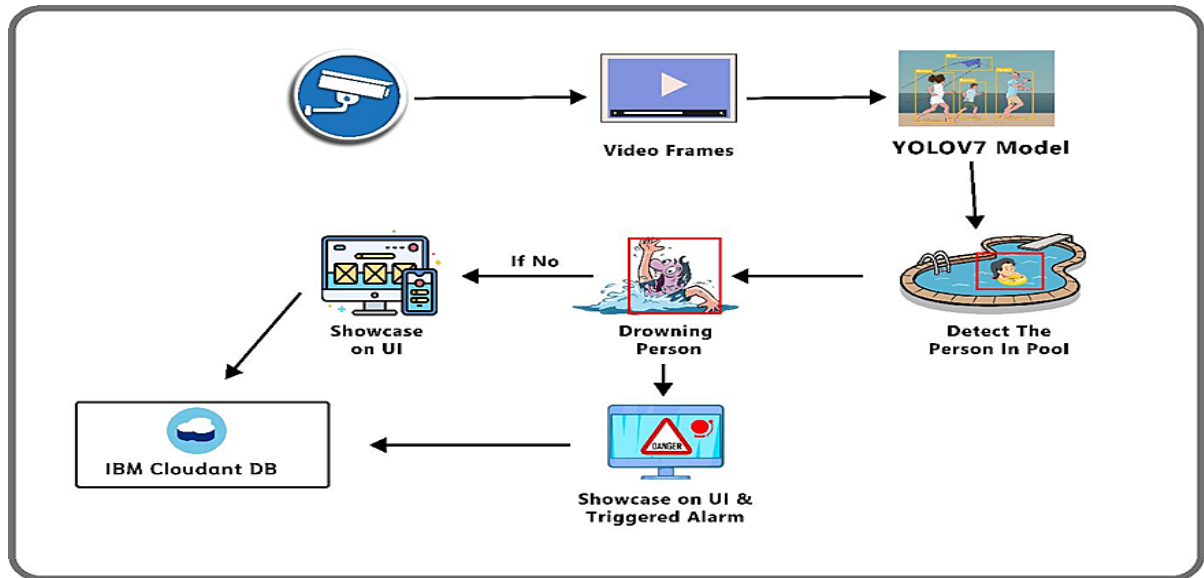 Video Frames
YOLOV7 Model
If No
Showcase
on UI
Drowning
Person
Detect The
Person In Pool
DANGER
IBM Cloudant DB
Showcase on UI &
Triggered Alarm